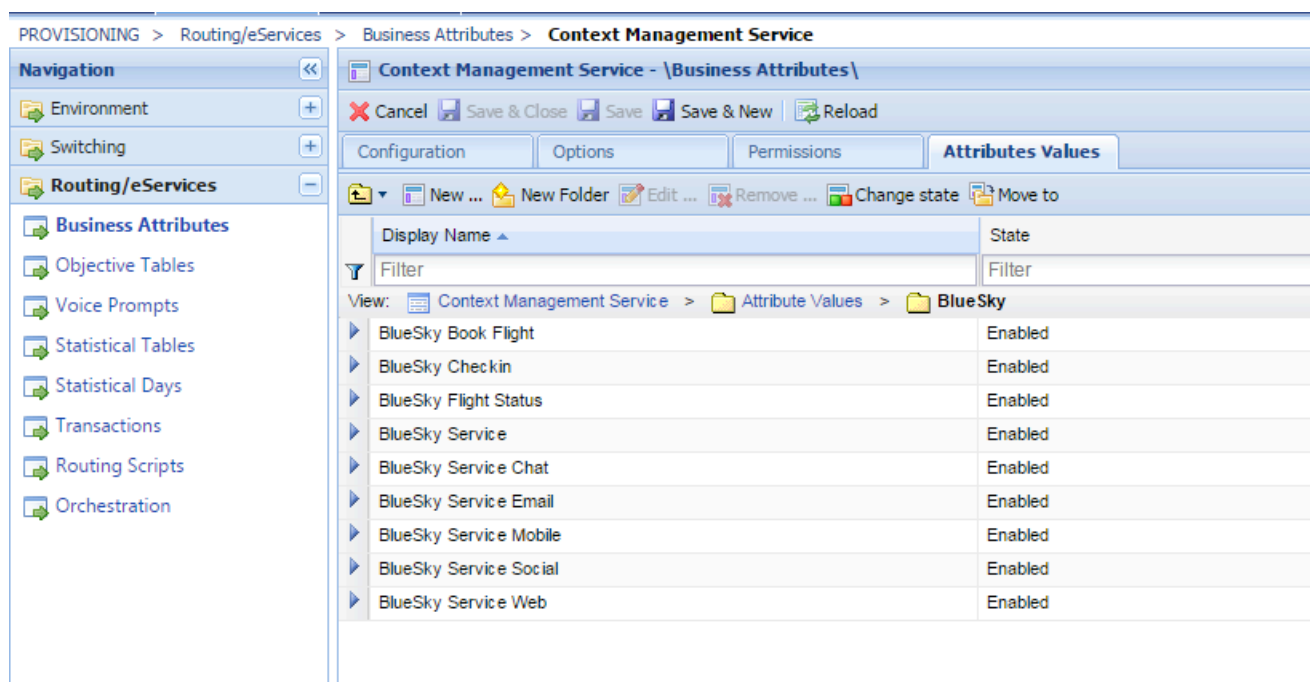 PROVISIONING > Routing/eServices > Business Attributes > Context Management Service
Navigation
Environment
Switching
Routing/eServices
Business Attributes
Objective Tables
Voice Prompts
Statistical Tables
Statistical Days
Transactions
Routing Scripts
Orchestration
Context Management Service - \Business Attributes\
Cancel Save & Close Save Save & New Reload
Configuration Options Permissions Attributes Values
New ... New Folder Edit ... Remove ... Change state Move to
Display Name State
Filter Filter
View: Context Management Service > Attribute Values > BlueSky
BlueSky Book Flight Enabled
BlueSky Checkin Enabled
BlueSky Flight Status Enabled
BlueSky Service Enabled
BlueSky Service Chat Enabled
BlueSky Service Email Enabled
BlueSky Service Mobile Enabled
BlueSky Service Social Enabled
BlueSky Service Web Enabled